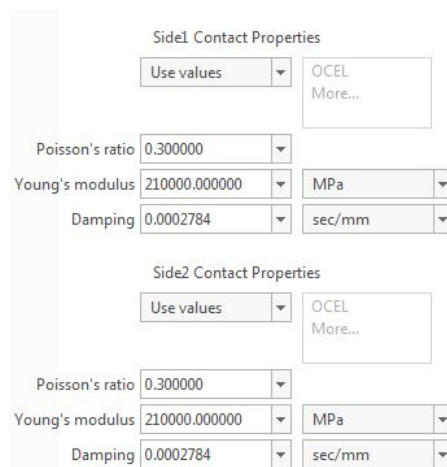 Side1 Contact Properties
Use values OCEL
More...
Poisson's ratio 0.300000
Young's modulus 210000.000000 MPa
Damping 0.0002784 sec/mm
Side2 Contact Properties
Use values OCEL
More...
Poisson's ratio 0.300000
Young's modulus 210000.000000 MPa
Damping 0.0002784 sec/mm